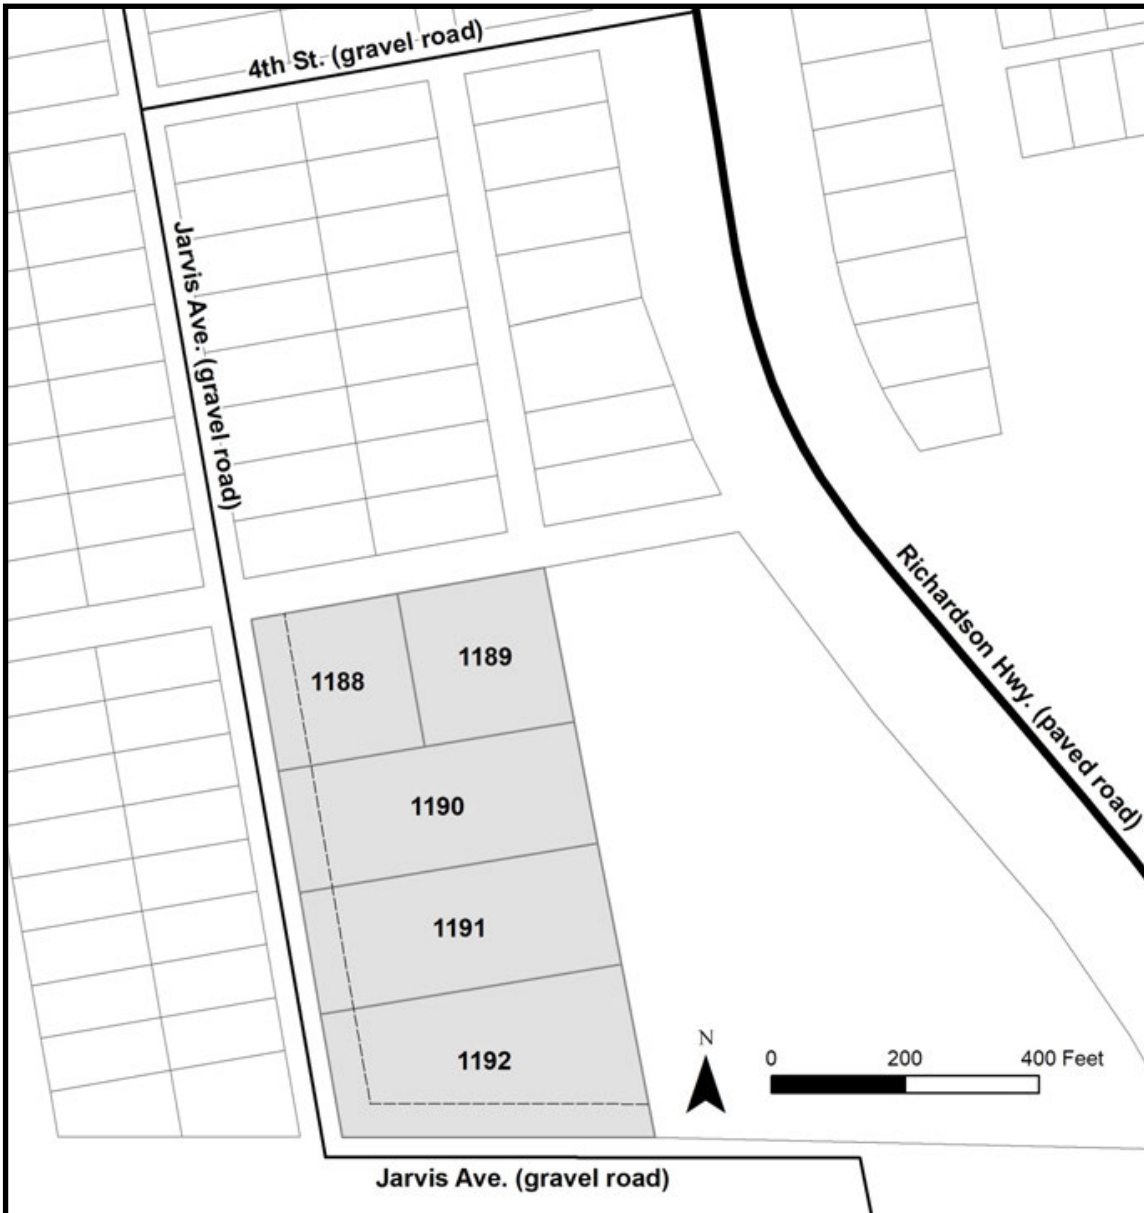 4th St. (gravel road)
Jarvis Ave. (gravel road)
Richardson Hwy. (paved road)
1188
1189
1190
1191
1192
N
0 200 400 Feet
Jarvis Ave. (gravel road)